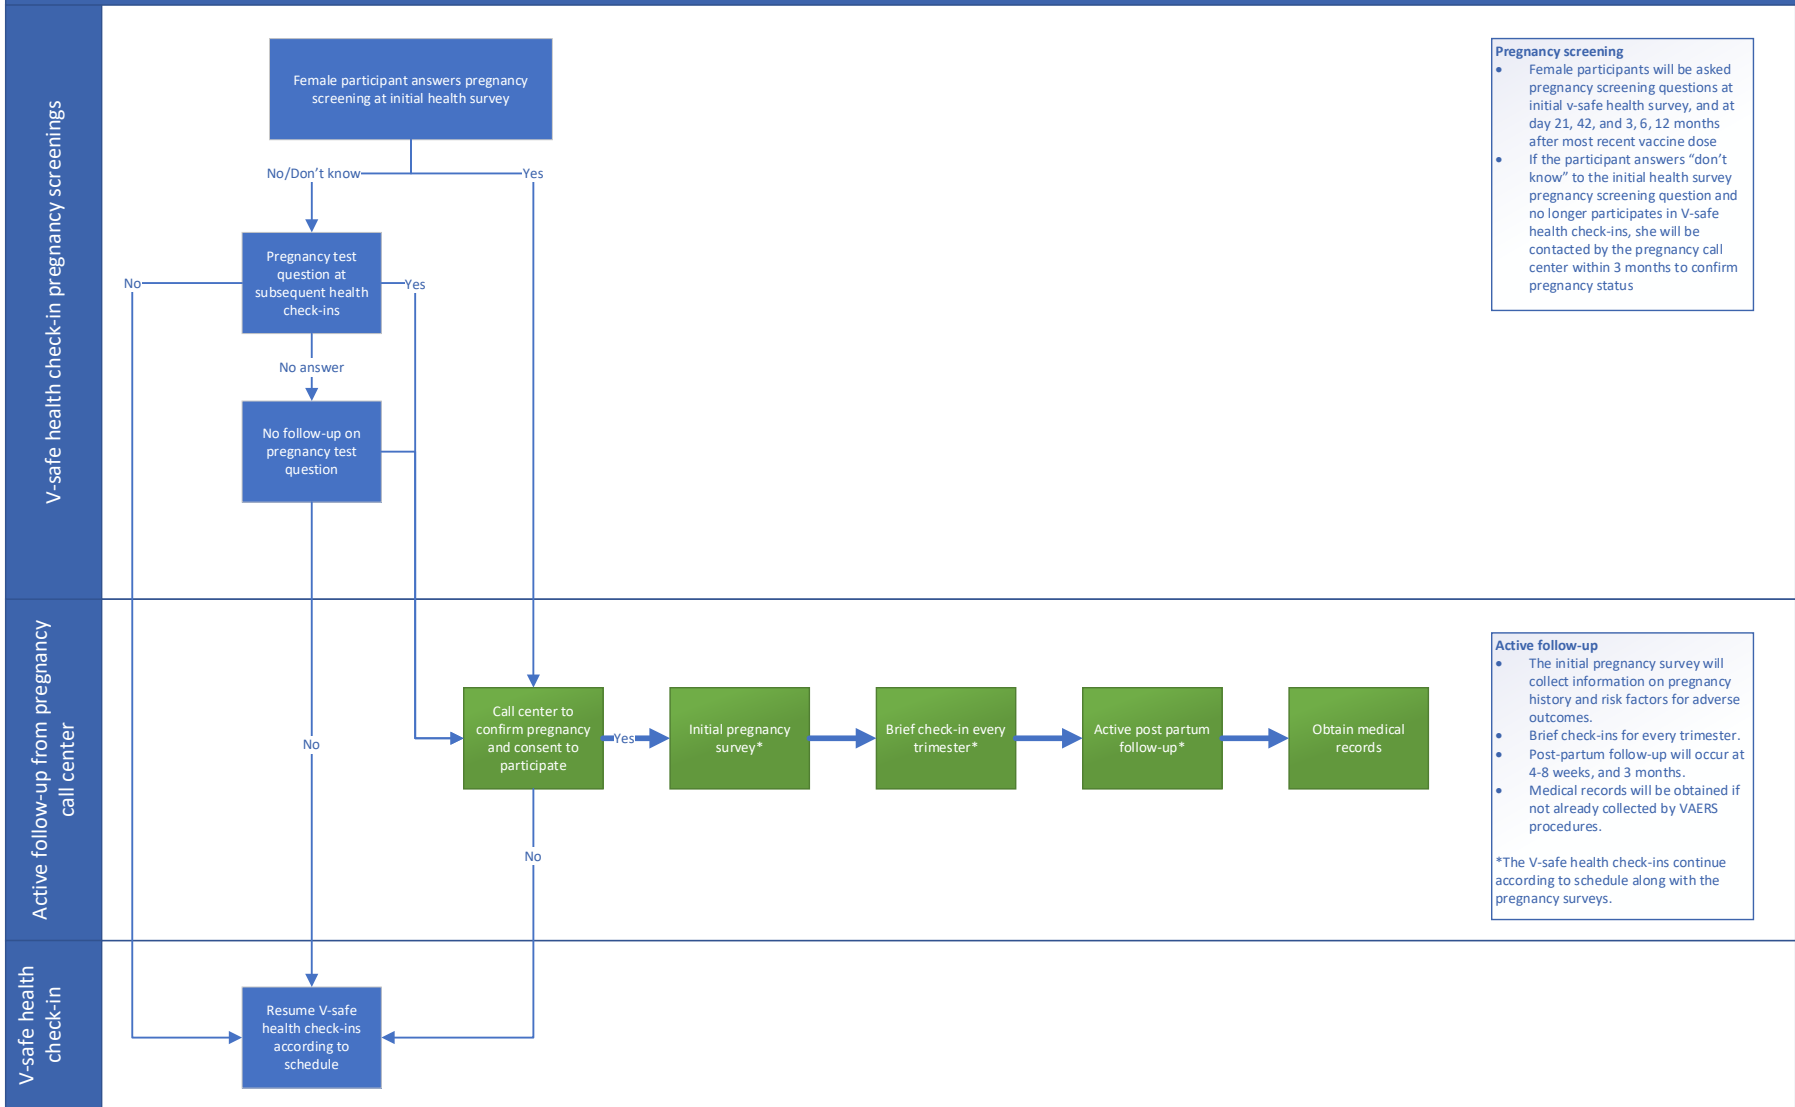 V-safe health check-in pregnancy screenings
Female participant answers pregnancy
screening at initial health survey
No/Don't know
Yes
Pregnancy test
question at
subsequent health
check-ins
No
Yes
No answer
No follow-up on
pregnancy test
question
Pregnancy screening
• Female participants will be asked
pregnancy screening questions at
initial v-safe health survey, and at
day 21, 42, and 3, 6, 12 months
after most recent vaccine dose
• If the participant answers “don’t
know” to the initial health survey
pregnancy screening question and
no longer participates in V-safe
health check-ins, she will be
contacted by the pregnancy call
center within 3 months to confirm
pregnancy status
Active follow-up from pregnancy
call center
No
Call center to
confirm pregnancy
and consent to
participate
Yes
Initial pregnancy
survey*
Brief check-in every
trimester*
Active post partum
follow-up*
Obtain medical
records
No
Active follow-up
• The initial pregnancy survey will
collect information on pregnancy
history and risk factors for adverse
outcomes.
• Brief check-ins for every trimester.
• Post-partum follow-up will occur at
4-8 weeks, and 3 months.
• Medical records will be obtained if
not already collected by VAERS
procedures.
*The V-safe health check-ins continue
according to schedule along with the
pregnancy surveys.
V-safe health
check-in
Resume V-safe
health check-ins
according to
schedule